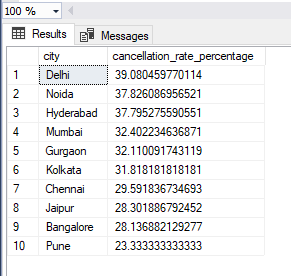 100 %
Results Messages
city cancellation_rate_percentage
1 Delhi 39.080459770114
2 Noida 37.826086956521
3 Hyderabad 37.795275590551
4 Mumbai 32.402234636871
5 Gurgaon 32.110091743119
6 Kolkata 31.818181818181
7 Chennai 29.591836734693
8 Jaipur 28.301886792452
9 Bangalore 28.136882129277
10 Pune 23.333333333333